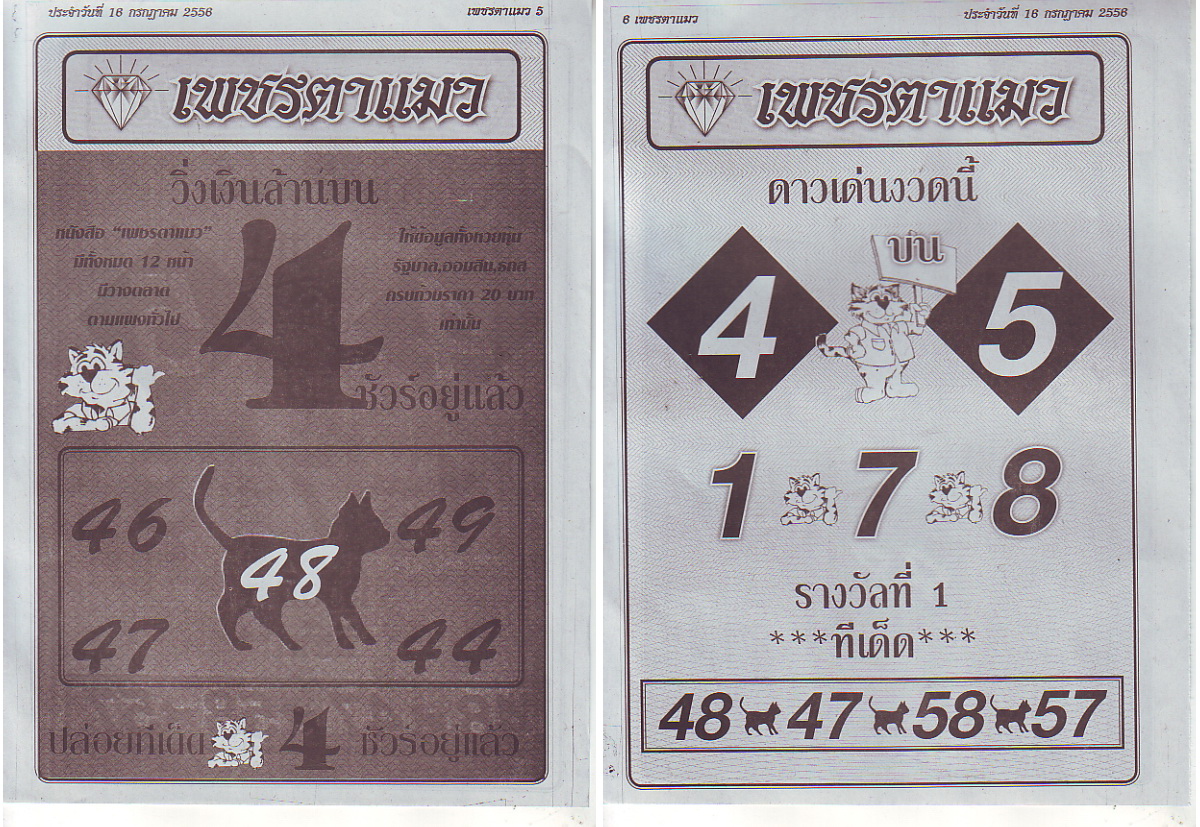 ประจำวันที่ 16 กรกฎาคม 2556
เพชรตาแมว 5
เพชรตาแมว
วิ่งเงินล้านบน
หนังสือ "เพชรตาแมว"
มีทั้งหมด 12 หน้า
มีวางตลาด
ตามแผงทั่วไป
4
ให้ข้อมูลทั้งหวยหุ้น
รัฐบาล,ออมสิน,ธกส
ครบถ้วนราคา 20 บาท
เท่านั้น
ชัวร์อยู่แล้ว
46 49
48
47 44
ปล่อยทีเด็ด 4 ชัวร์อยู่แล้ว
6 เพชรตาแมว
ประจำวันที่ 16 กรกฎาคม 2556
เพชรตาแมว
ดาวเด่นงวดนี้
บน
4 5
1 7 8
รางวัลที่ 1
***ทีเด็ด***
48 47 58 57